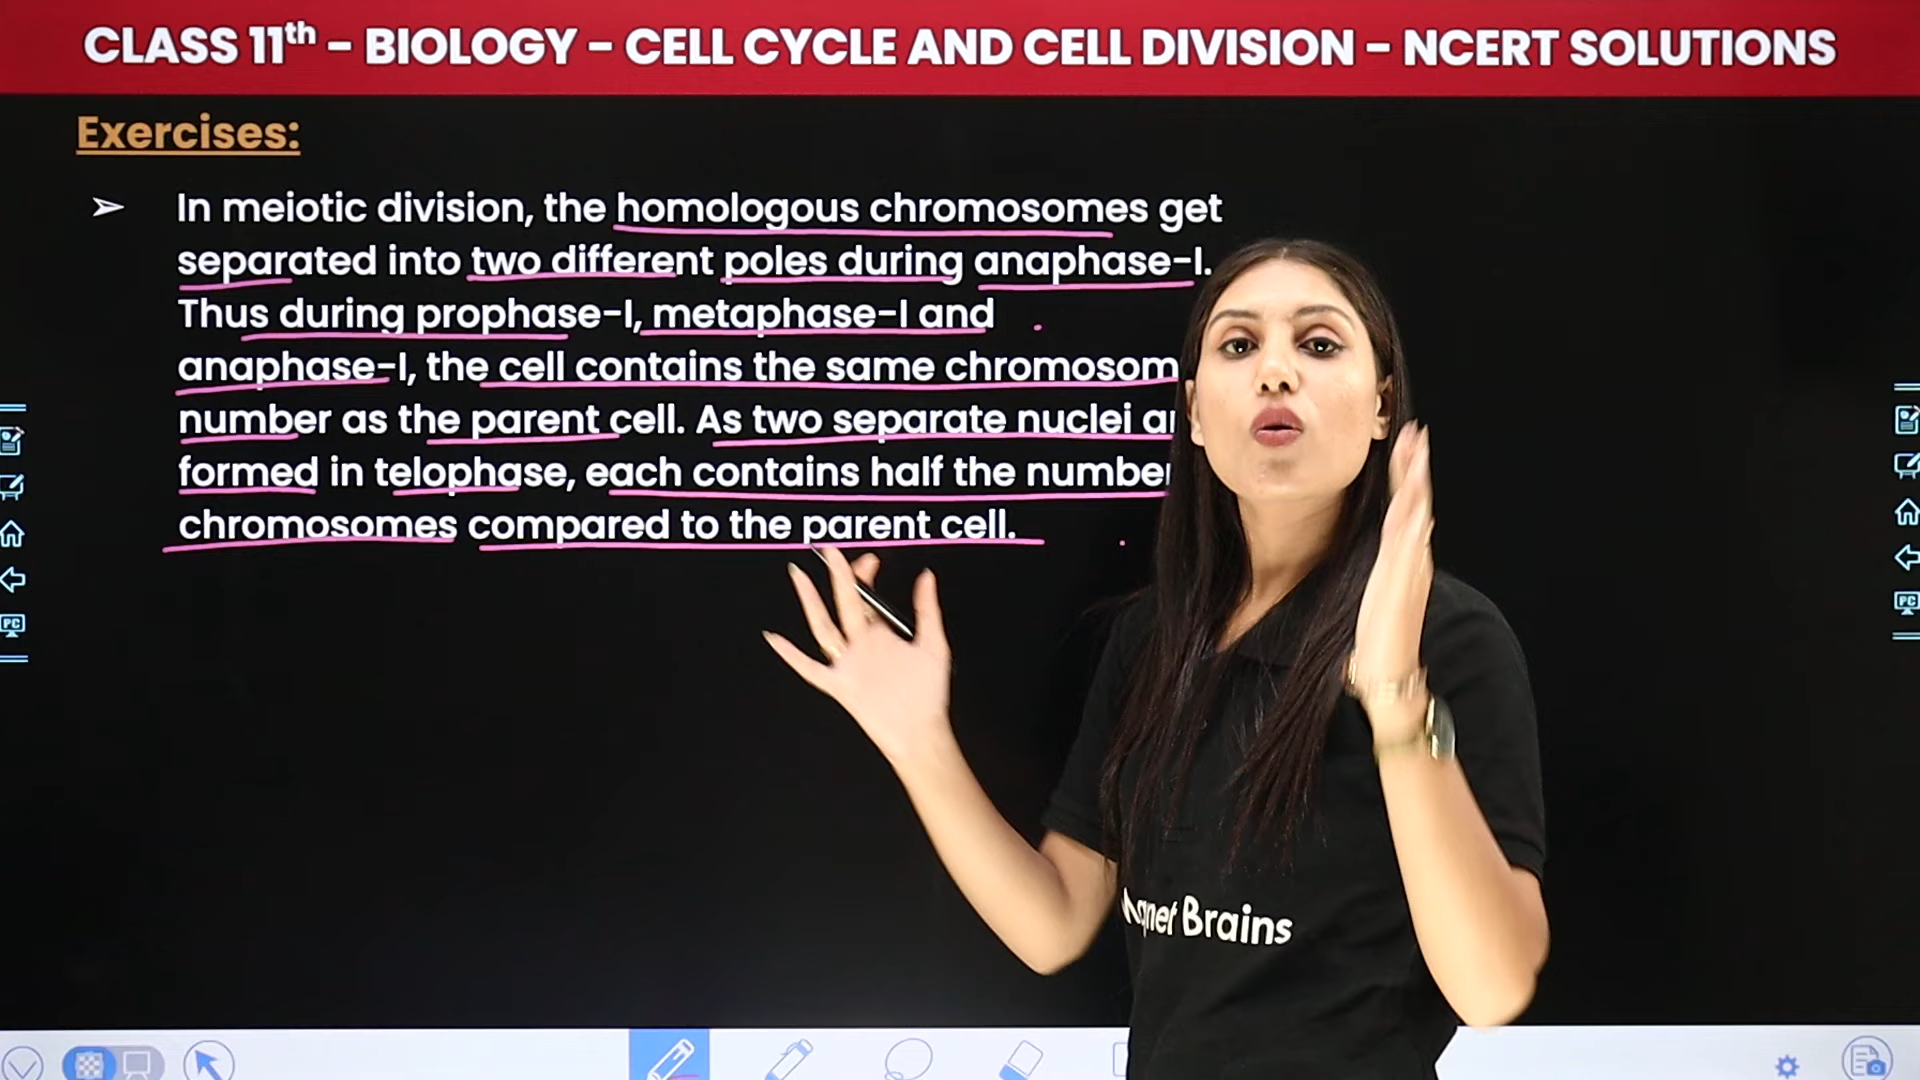 CLASS 11th – BIOLOGY – CELL CYCLE AND CELL DIVISION – NCERT SOLUTIONS
Exercises:
➢ In meiotic division, the homologous chromosomes get
separated into two different poles during anaphase-I.
Thus during prophase-I, metaphase-I and
anaphase-I, the cell contains the same
number as the parent cell. As two separate nuclei
formed in telophase, each contains half the number
chromosomes compared to the parent cell.
PC
PC
Brains